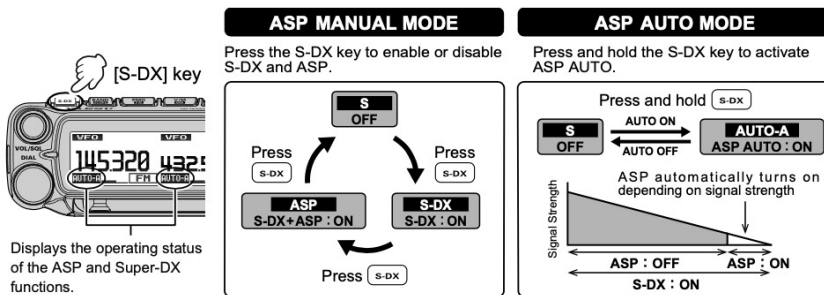 [S-DX] key
S-DX
VOL/SQL
DIAL
VFO
VFO
145.320
432.5
AUTO-A
FM
AUTO-A
Displays the operating status
of the ASP and Super-DX
functions.
ASP MANUAL MODE
Press the S-DX key to enable or disable
S-DX and ASP.
S
OFF
Press
S-DX
Press
S-DX
ASP
S-DX+ASP : ON
S-DX
S-DX : ON
Press S-DX
ASP AUTO MODE
Press and hold the S-DX key to activate
ASP AUTO.
Press and hold S-DX
S
OFF
AUTO ON
AUTO OFF
AUTO-A
ASP AUTO : ON
Signal Strength
ASP automatically turns on
depending on signal strength
ASP : OFF
ASP : ON
S-DX : ON